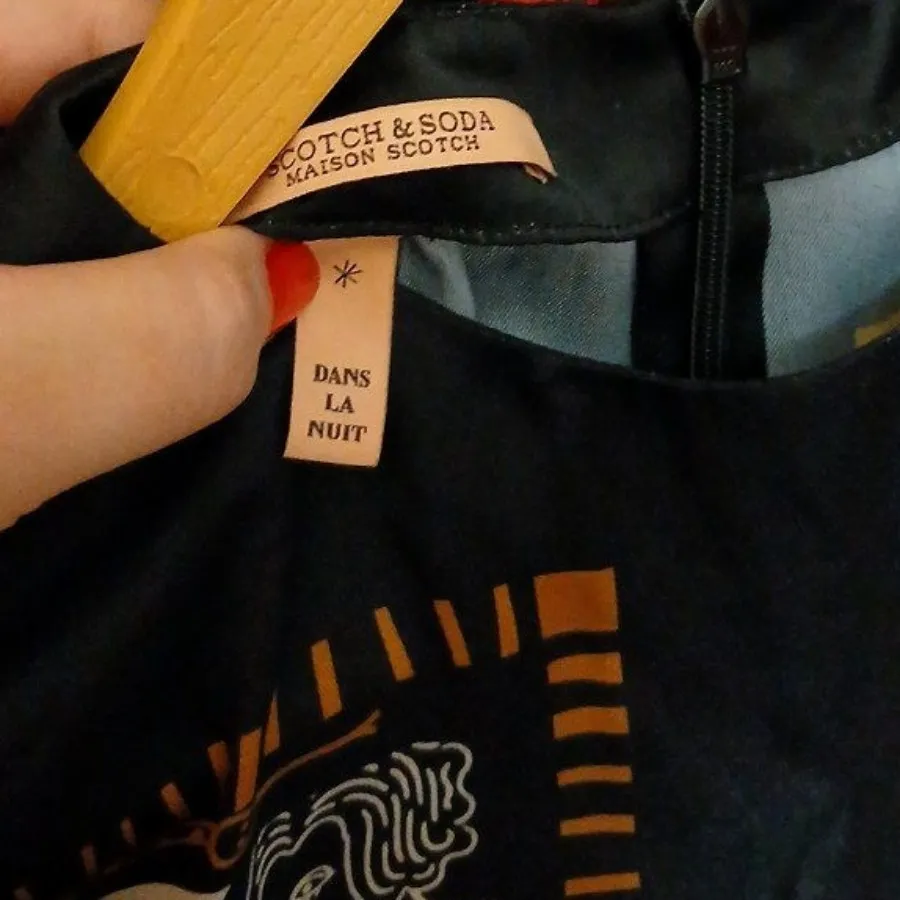 SCOTCH & SODA
MAISON SCOTCH
*
DANS
LA
NUIT